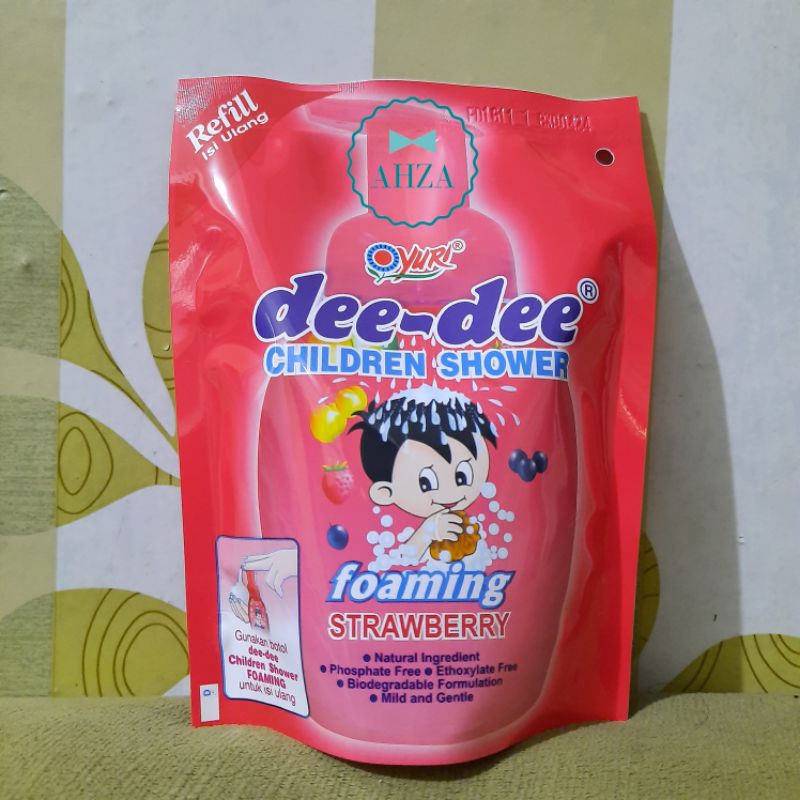 Refill
Isi Ulang
AHZA
YURI®
dee-dee®
CHILDREN SHOWER
foaming
STRAWBERRY
• Natural Ingredient
• Phosphate Free • Ethoxylate Free
• Biodegradable Formulation
• Mild and Gentle
Gunakan botol
dee-dee
Children Shower
FOAMING
untuk isi ulang